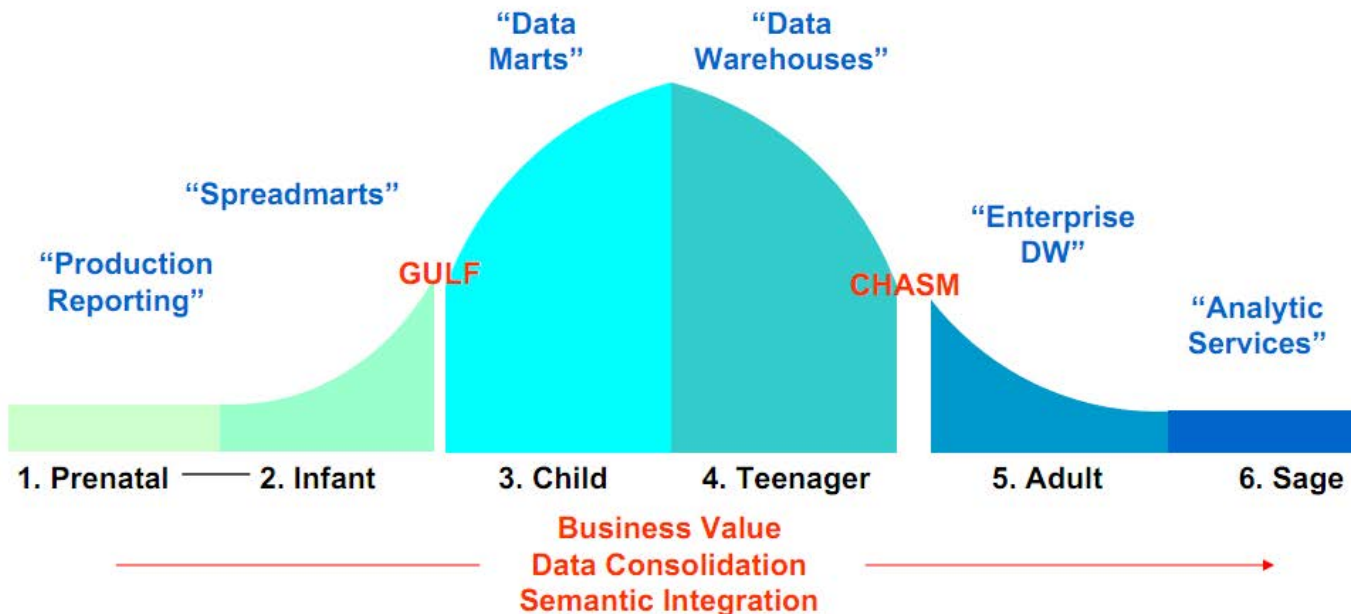 “Data
Marts”
“Data
Warehouses”
“Spreadmarts”
“Enterprise
DW”
“Production
Reporting”
GULF
CHASM
“Analytic
Services”
1. Prenatal
2. Infant
3. Child
4. Teenager
5. Adult
6. Sage
Business Value
Data Consolidation
Semantic Integration